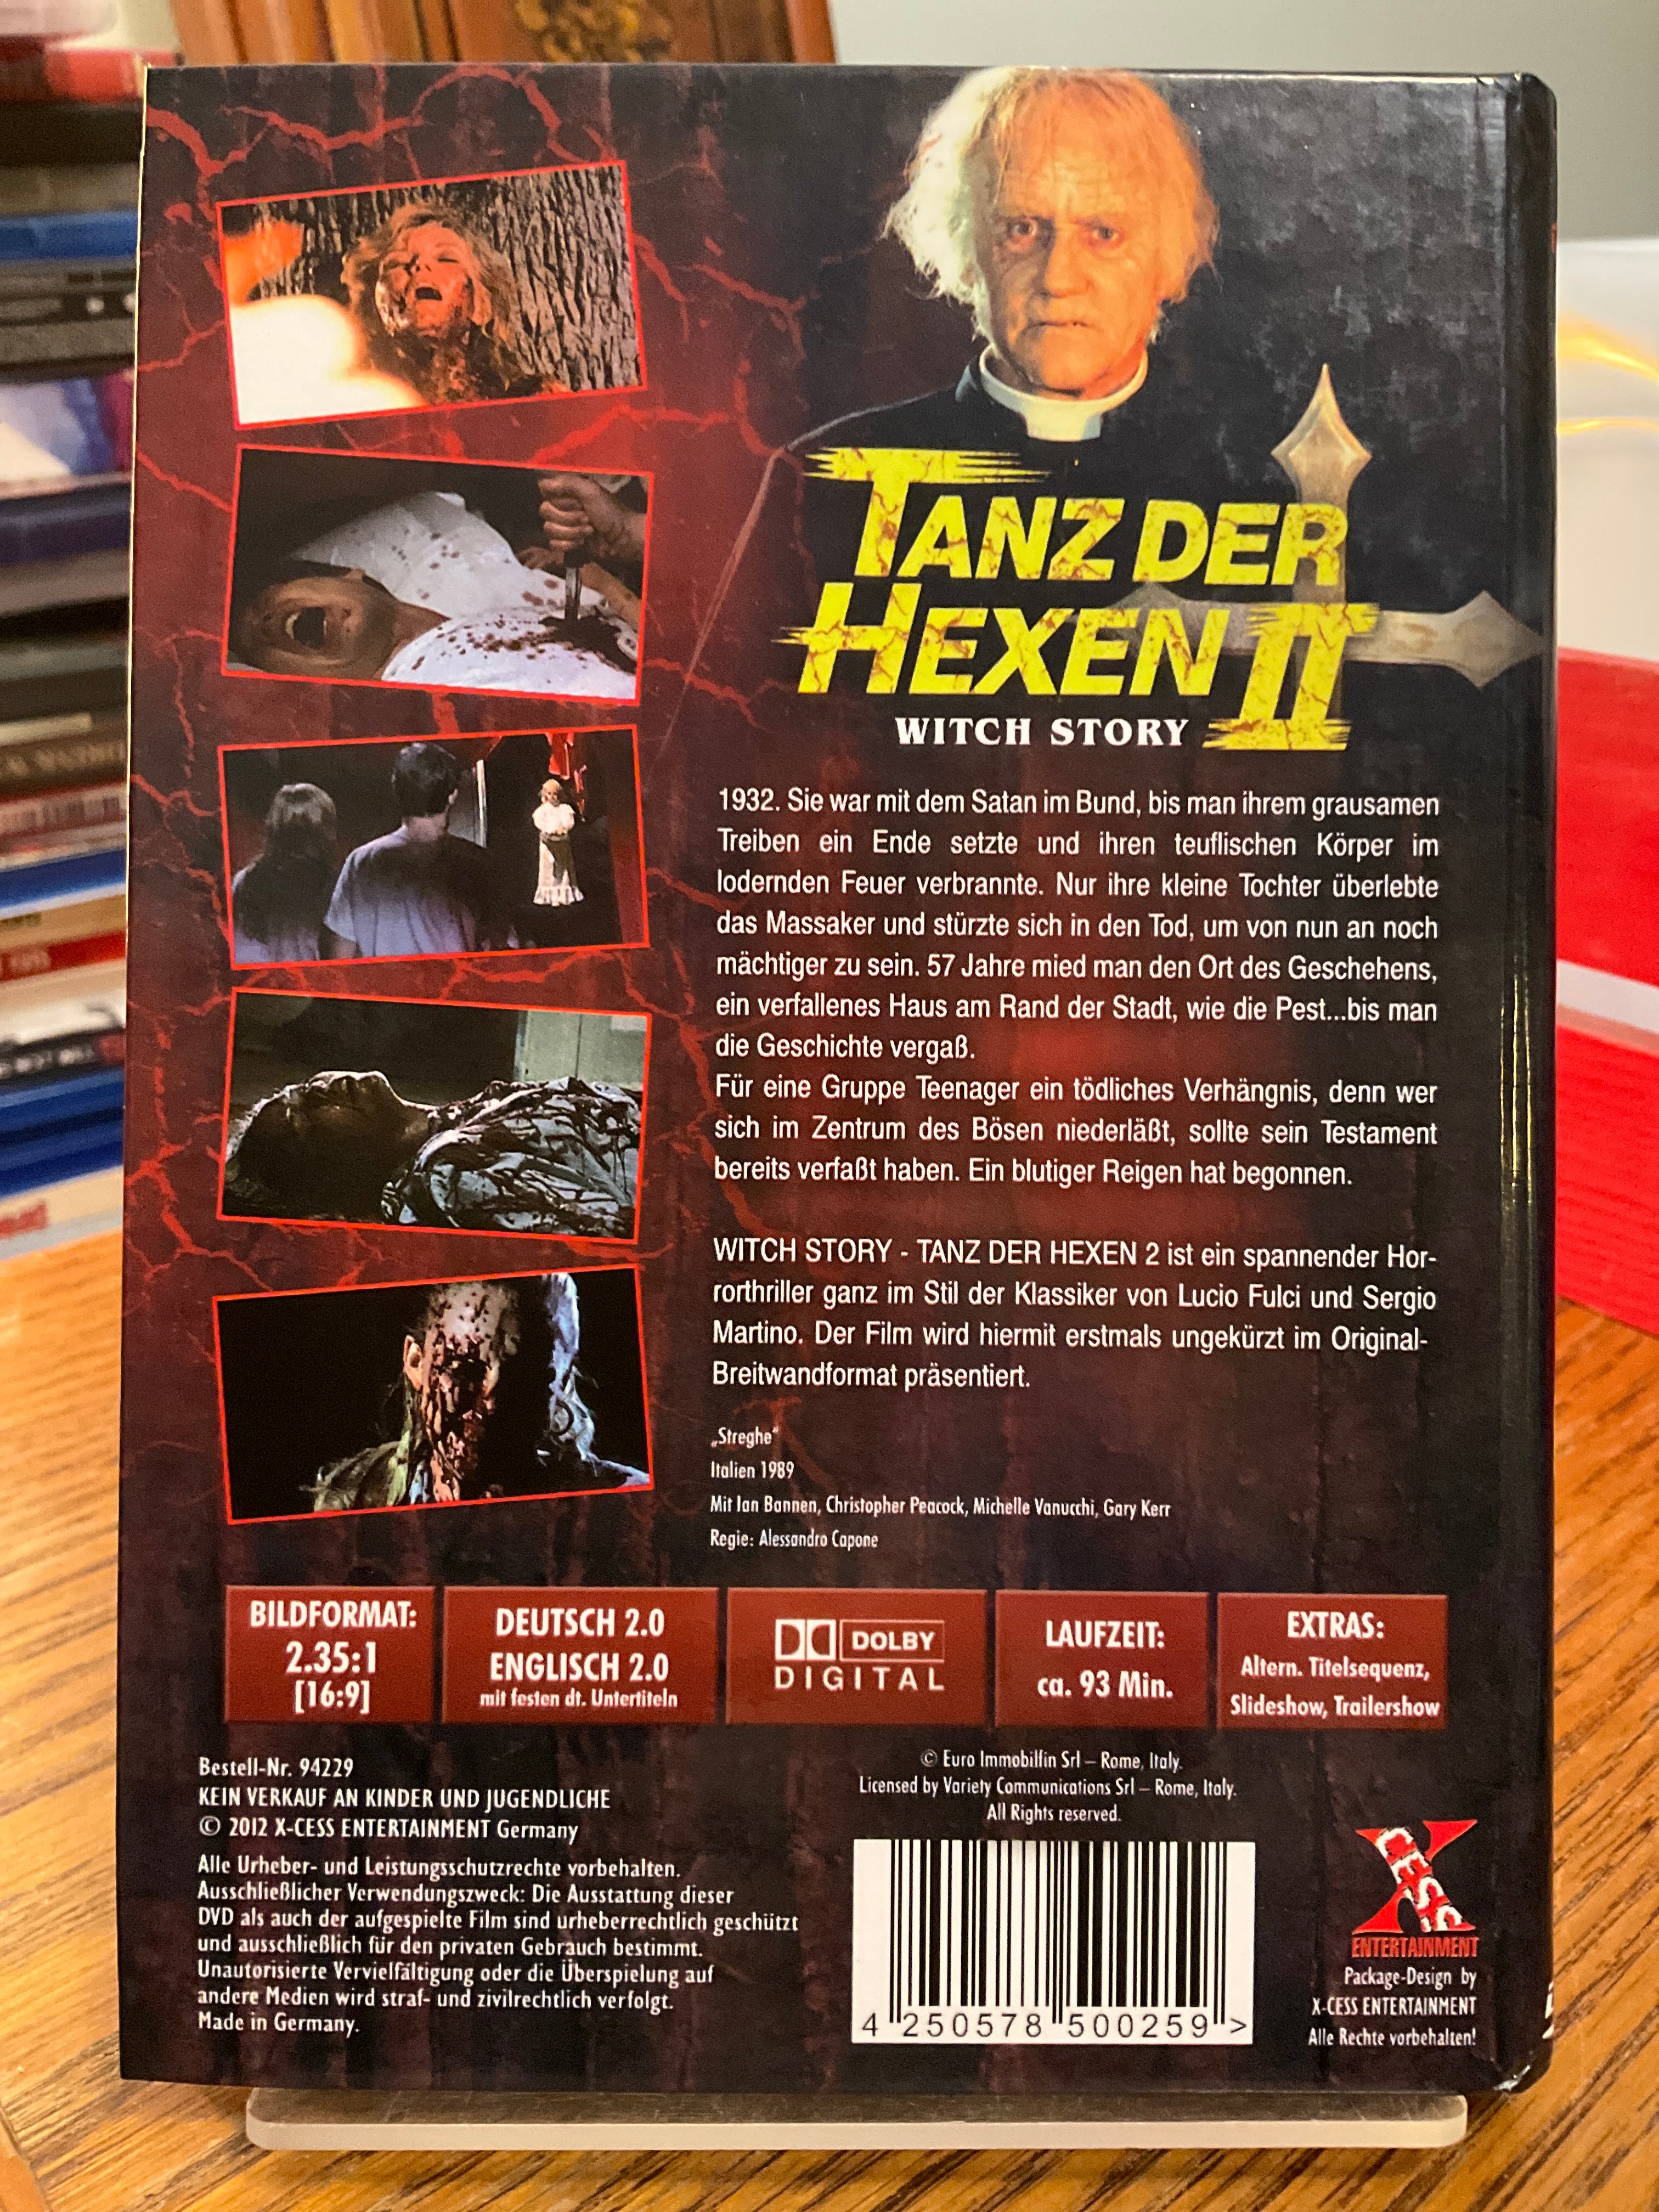 TANZ DER
HEXEN II
WITCH STORY
1932. Sie war mit dem Satan im Bund, bis man ihrem grausamen
Treiben ein Ende setzte und ihren teuflischen Körper im
lodernden Feuer verbrannte. Nur ihre kleine Tochter überlebte
das Massaker und stürzte sich in den Tod, um von nun an noch
mächtiger zu sein. 57 Jahre mied man den Ort des Geschehens,
ein verfallenes Haus am Rand der Stadt, wie die Pest...bis man
die Geschichte vergaß.
Für eine Gruppe Teenager ein tödliches Verhängnis, denn wer
sich im Zentrum des Bösen niederläßt, sollte sein Testament
bereits verfaßt haben. Ein blutiger Reigen hat begonnen.
WITCH STORY - TANZ DER HEXEN 2 ist ein spannender Hor-
rorthriller ganz im Stil der Klassiker von Lucio Fulci und Sergio
Martino. Der Film wird hiermit erstmals ungekürzt im Original-
Breitwandformat präsentiert.
„Streghe“
Italien 1989
Mit Ian Bannen, Christopher Peacock, Michelle Vanucchi, Gary Kerr
Regie: Alessandro Capone
BILDFORMAT:
2.35:1
[16:9]
DEUTSCH 2.0
ENGLISCH 2.0
mit festen dt. Untertiteln
DOLBY
DIGITAL
LAUFZEIT:
ca. 93 Min.
EXTRAS:
Altern. Titelsequenz,
Slideshow, Trailershow
Bestell-Nr. 94229
KEIN VERKAUF AN KINDER UND JUGENDLICHE
© 2012 X-CESS ENTERTAINMENT Germany
Alle Urheber- und Leistungsschutzrechte vorbehalten.
Ausschließlicher Verwendungszweck: Die Ausstattung dieser
DVD als auch der aufgespielte Film sind urheberrechtlich geschützt
und ausschließlich für den privaten Gebrauch bestimmt.
Unautorisierte Vervielfältigung oder die Überspielung auf
andere Medien wird straf- und zivilrechtlich verfolgt.
Made in Germany.
© Euro Immobilfin Srl – Rome, Italy.
Licensed by Variety Communications Srl – Rome, Italy.
All Rights reserved.
4 250578 500259 >
X CESS
ENTERTAINMENT
Package-Design by
X-CESS ENTERTAINMENT
Alle Rechte vorbehalten!